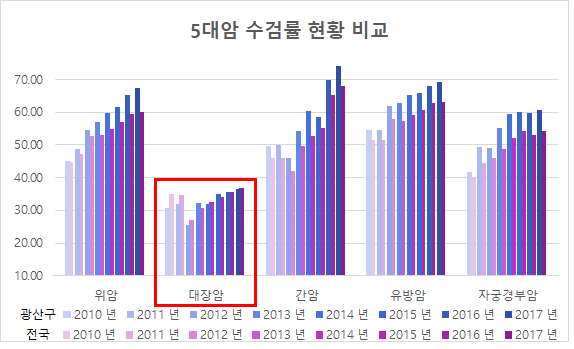 5대암 수검률 현황 비교
70.00
60.00
50.00
40.00
30.00
20.00
10.00
위암 대장암 간암 유방암 자궁경부암
광산구 2010 년 2011 년 2012 년 2013 년 2014 년 2015 년 2016 년 2017 년
전국 2010 년 2011 년 2012 년 2013 년 2014 년 2015 년 2016 년 2017 년